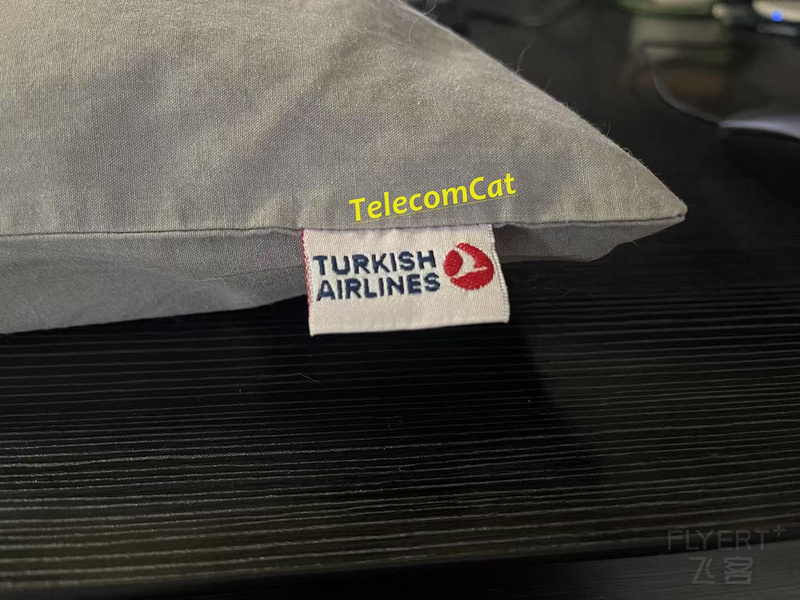 TelecomCat
TURKISH
AIRLINES
FLYERT+
飞客